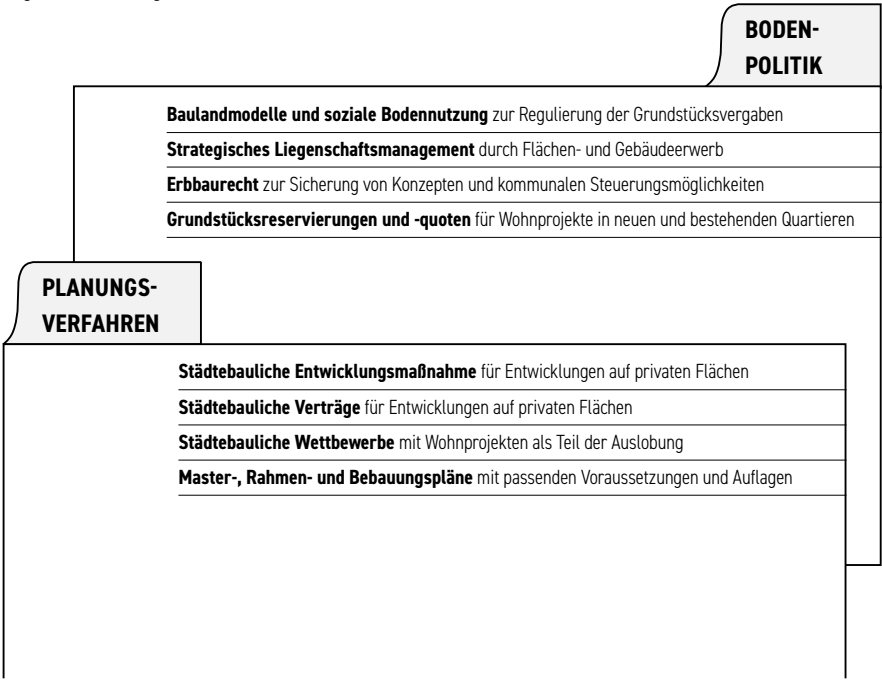 BODEN-
POLITIK
Baulandmodelle und soziale Bodennutzung zur Regulierung der Grundstücksvergaben
Strategisches Liegenschaftsmanagement durch Flächen- und Gebäudeerwerb
Erbbaurecht zur Sicherung von Konzepten und kommunalen Steuerungsmöglichkeiten
Grundstücksreservierungen und -quoten für Wohnprojekte in neuen und bestehenden Quartieren
PLANUNGS-
VERFAHREN
Städtebauliche Entwicklungsmaßnahme für Entwicklungen auf privaten Flächen
Städtebauliche Verträge für Entwicklungen auf privaten Flächen
Städtebauliche Wettbewerbe mit Wohnprojekten als Teil der Auslobung
Master-, Rahmen- und Bebauungspläne mit passenden Voraussetzungen und Auflagen